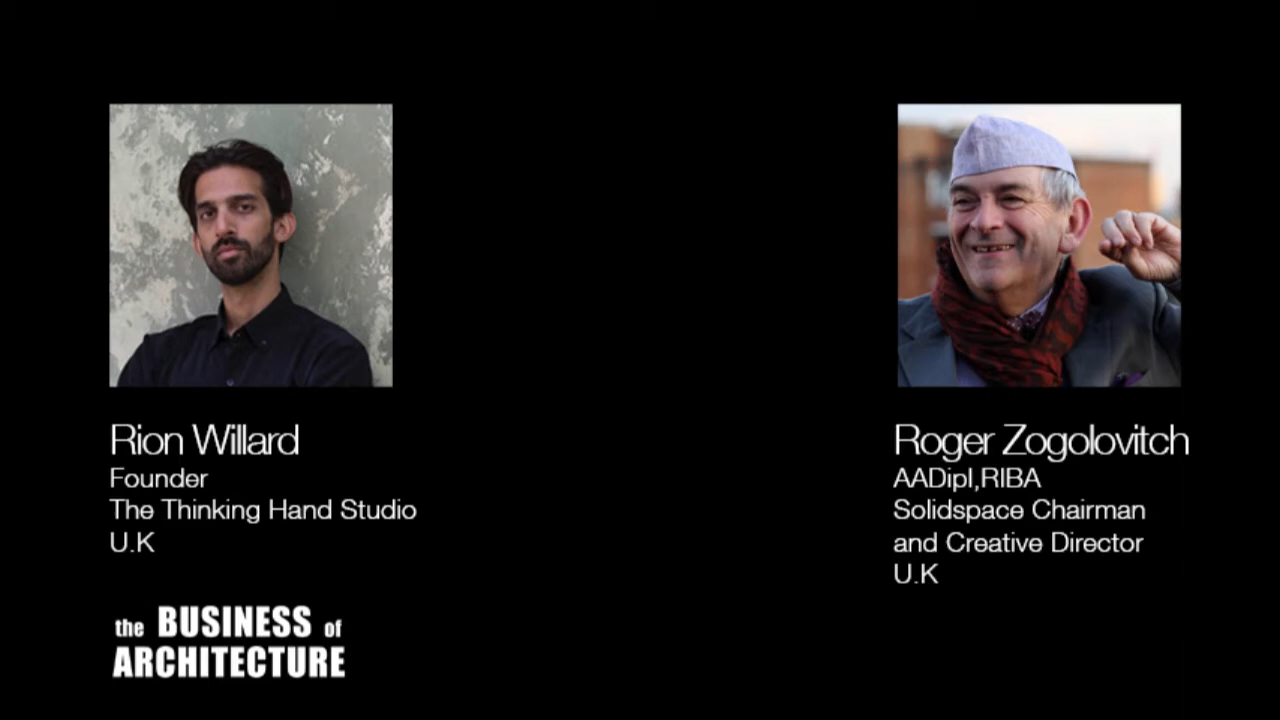 Rion Willard
Founder
The Thinking Hand Studio
U.K
the BUSINESS of
ARCHITECTURE
Roger Zogolovitch
AADipl,RIBA
Solidspace Chairman
and Creative Director
U.K